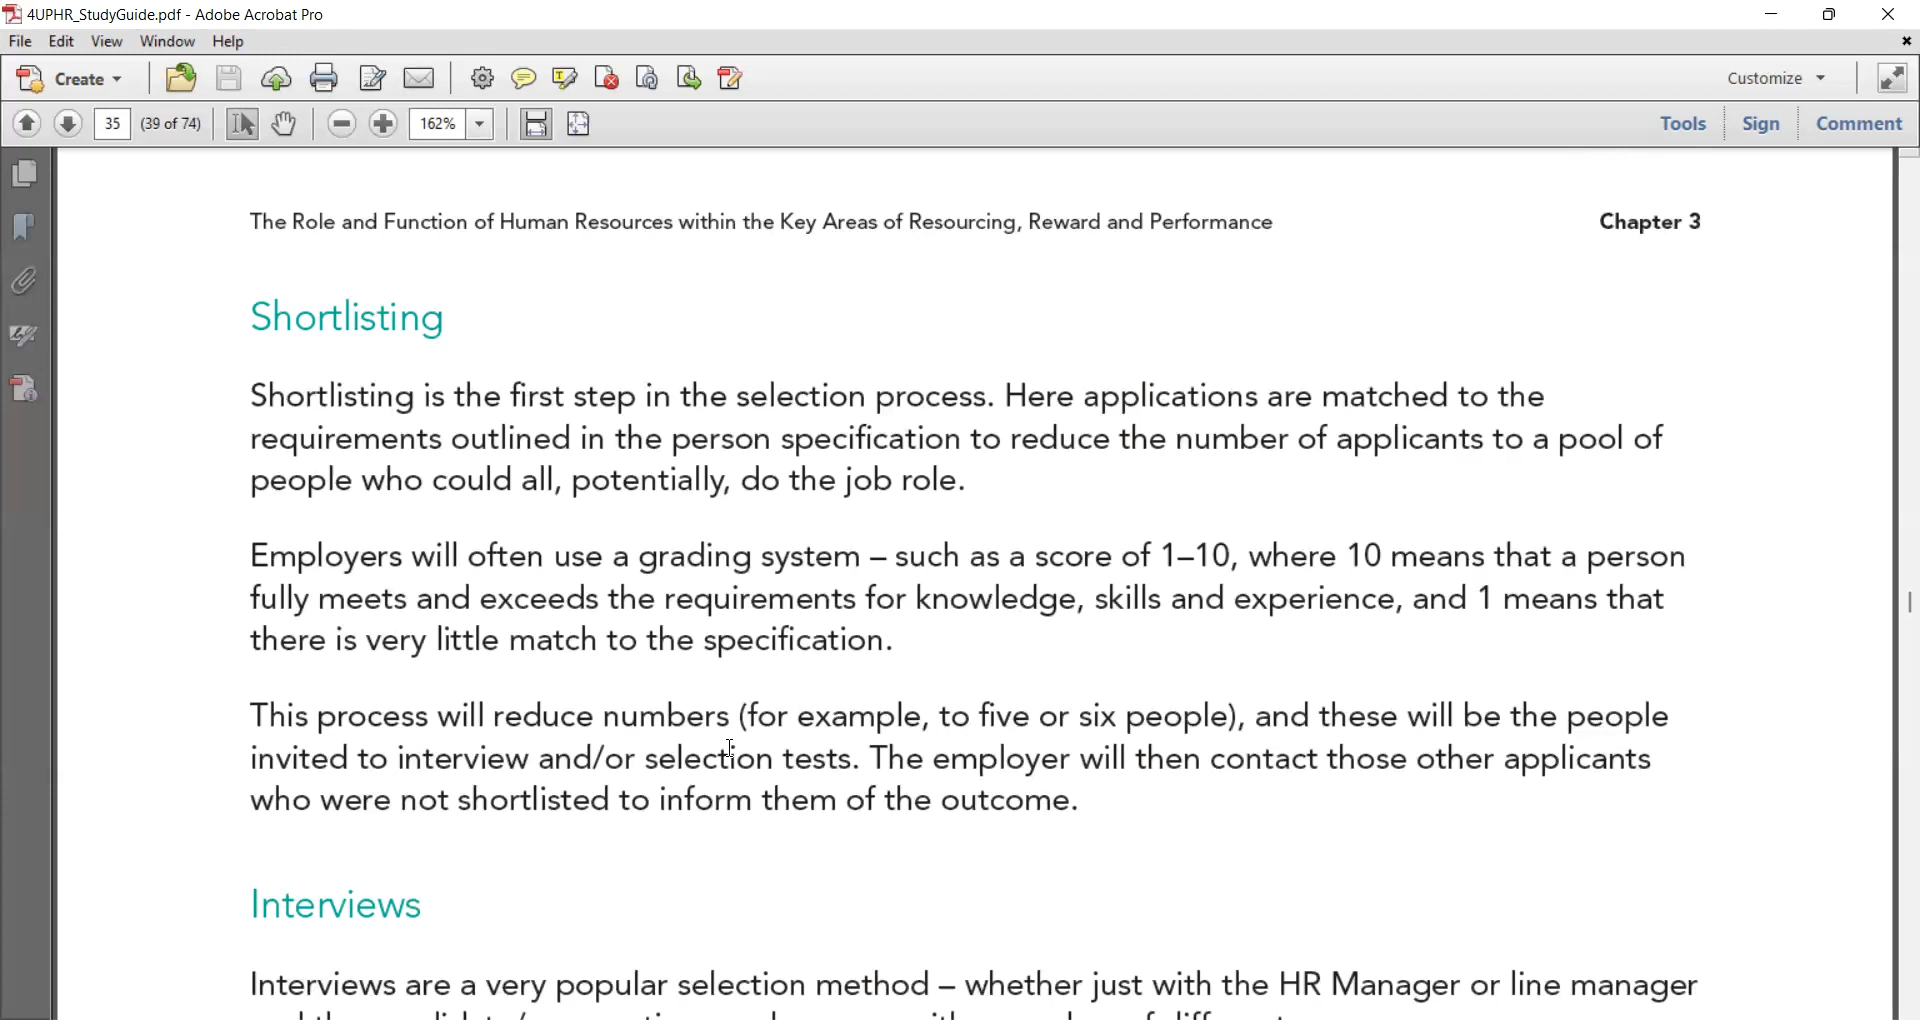 4UPHR_StudyGuide.pdf - Adobe Acrobat Pro
File Edit View Window Help
Create Customize
35 (39 of 74) 162% Tools Sign Comment
The Role and Function of Human Resources within the Key Areas of Resourcing, Reward and Performance Chapter 3
Shortlisting
Shortlisting is the first step in the selection process. Here applications are matched to the
requirements outlined in the person specification to reduce the number of applicants to a pool of
people who could all, potentially, do the job role.
Employers will often use a grading system – such as a score of 1–10, where 10 means that a person
fully meets and exceeds the requirements for knowledge, skills and experience, and 1 means that
there is very little match to the specification.
This process will reduce numbers (for example, to five or six people), and these will be the people
invited to interview and/or selection tests. The employer will then contact those other applicants
who were not shortlisted to inform them of the outcome.
Interviews
Interviews are a very popular selection method – whether just with the HR Manager or line manager